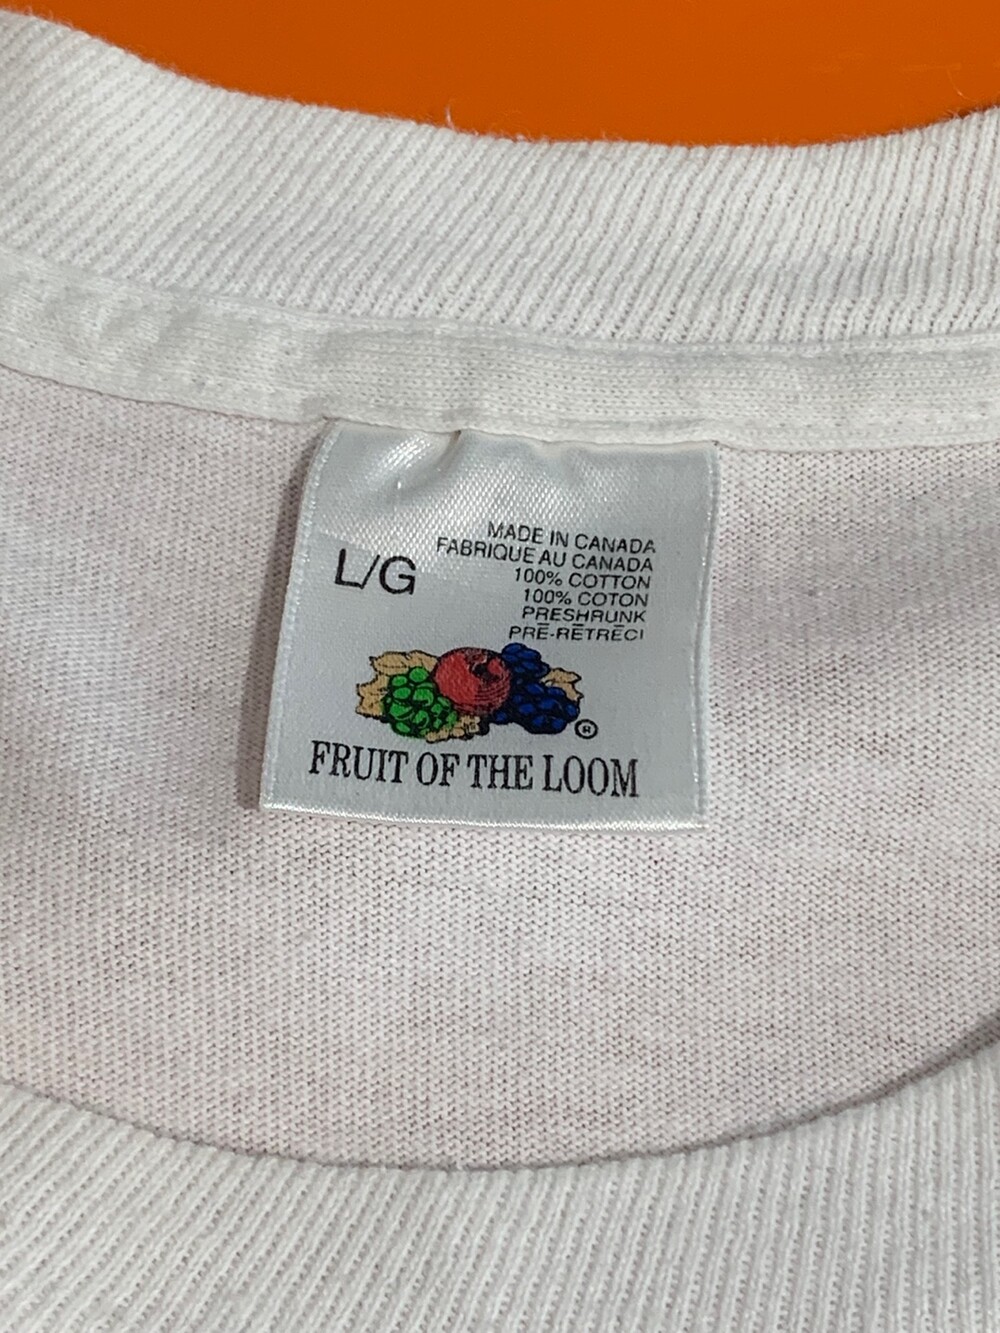 L/G
MADE IN CANADA
FABRIQUE AU CANADA
100% COTTON
100% COTON
PRESHRUNK
PRÉ-RÉTRÉCI
®
FRUIT OF THE LOOM